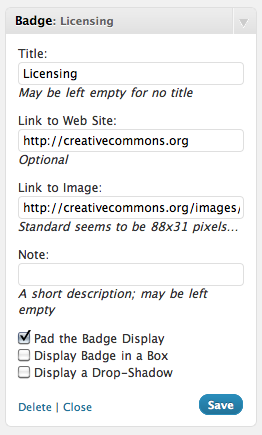 Badge: Licensing
Title:
Licensing
May be left empty for no title
Link to Web Site:
http://creativecommons.org
Optional
Link to Image:
http://creativecommons.org/images/
Standard seems to be 88x31 pixels...
Note:
A short description; may be left
empty
Pad the Badge Display
Display Badge in a Box
Display a Drop-Shadow
Delete | Close
Save